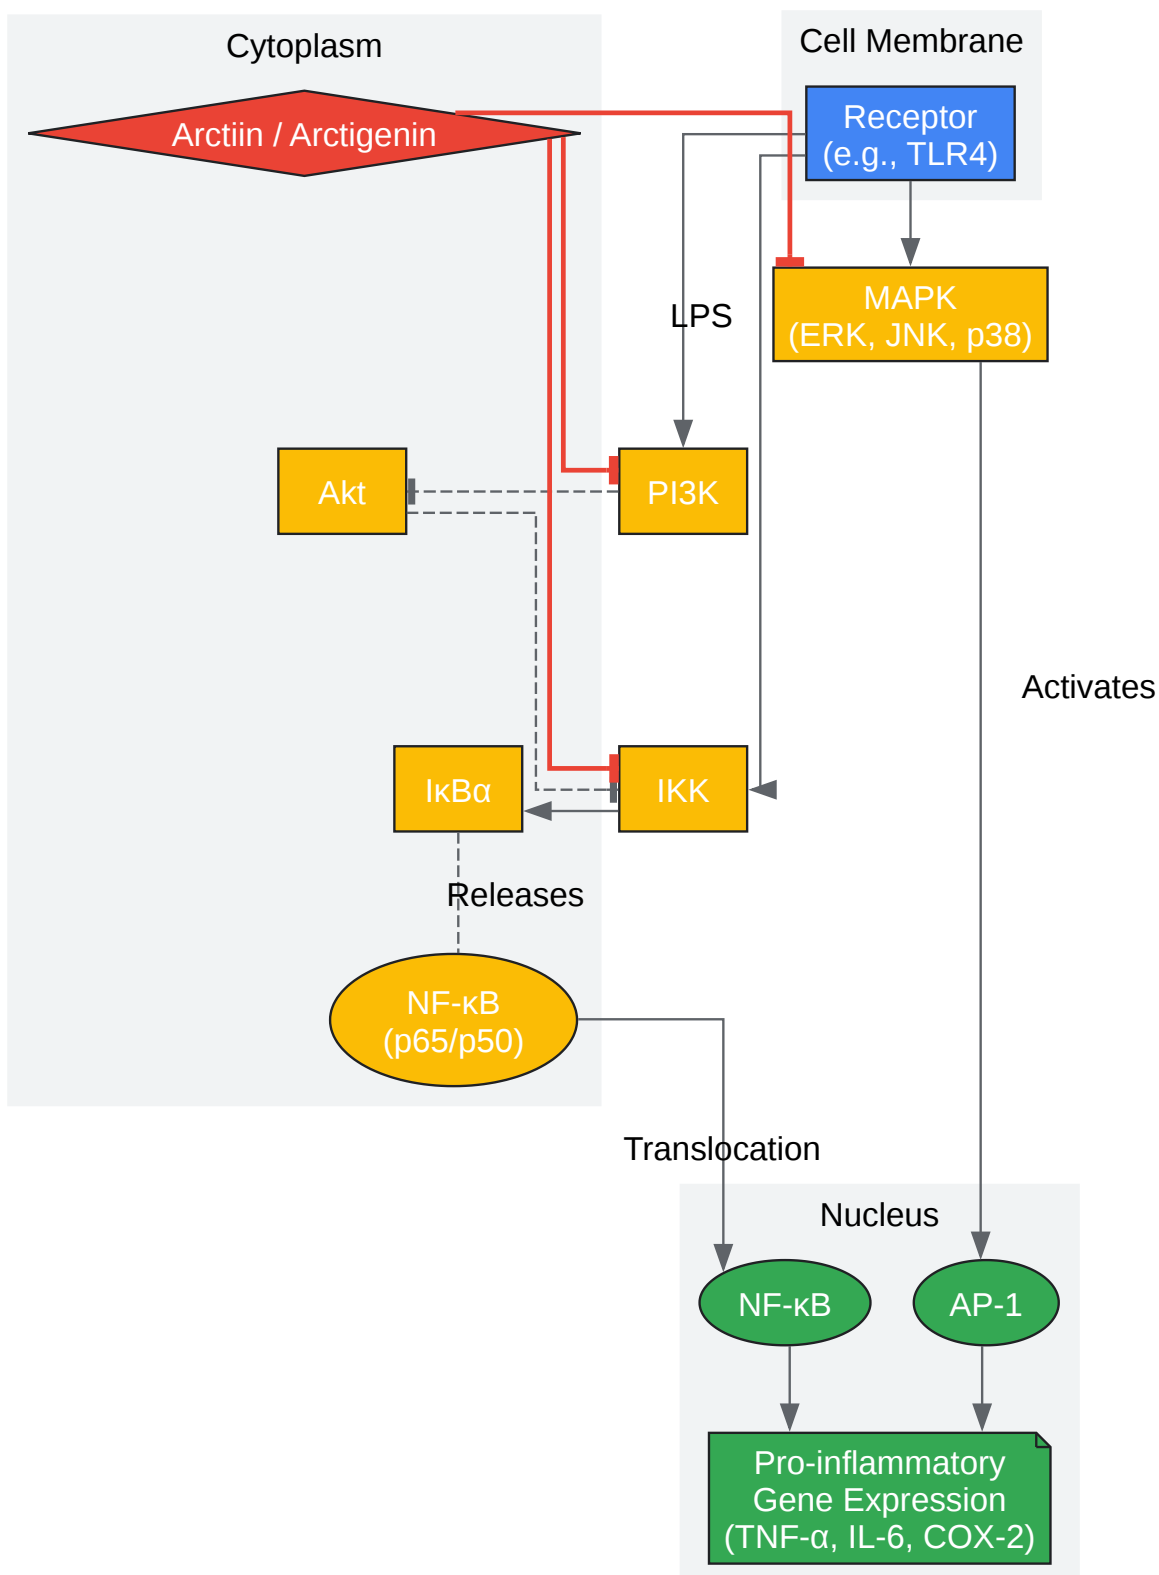 Cytoplasm
Cell Membrane
Arctiin / Arctigenin
Receptor
(e.g., TLR4)
MAPK
(ERK, JNK, p38)
LPS
Akt
PI3K
Activates
IκBα
IKK
Releases
NF-κB
(p65/p50)
Translocation
Nucleus
NF-κB
AP-1
Pro-inflammatory
Gene Expression
(TNF-α, IL-6, COX-2)